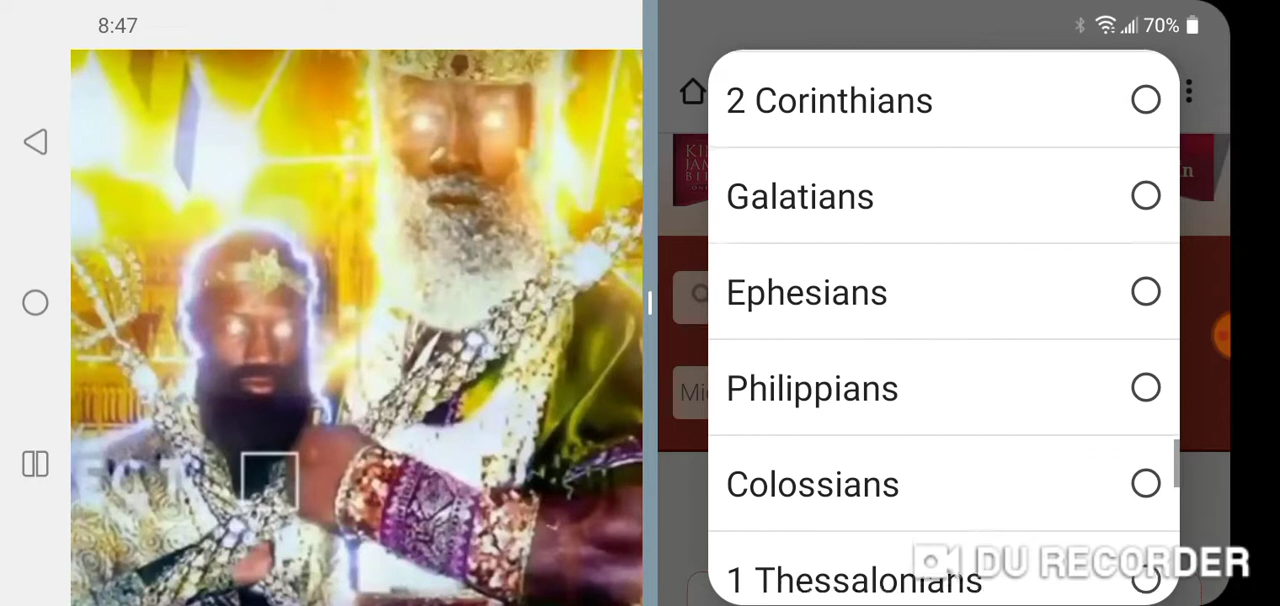 8:47
70%
2 Corinthians
Galatians
Ephesians
Philippians
Colossians
1 Thessalonians
DU RECORDER